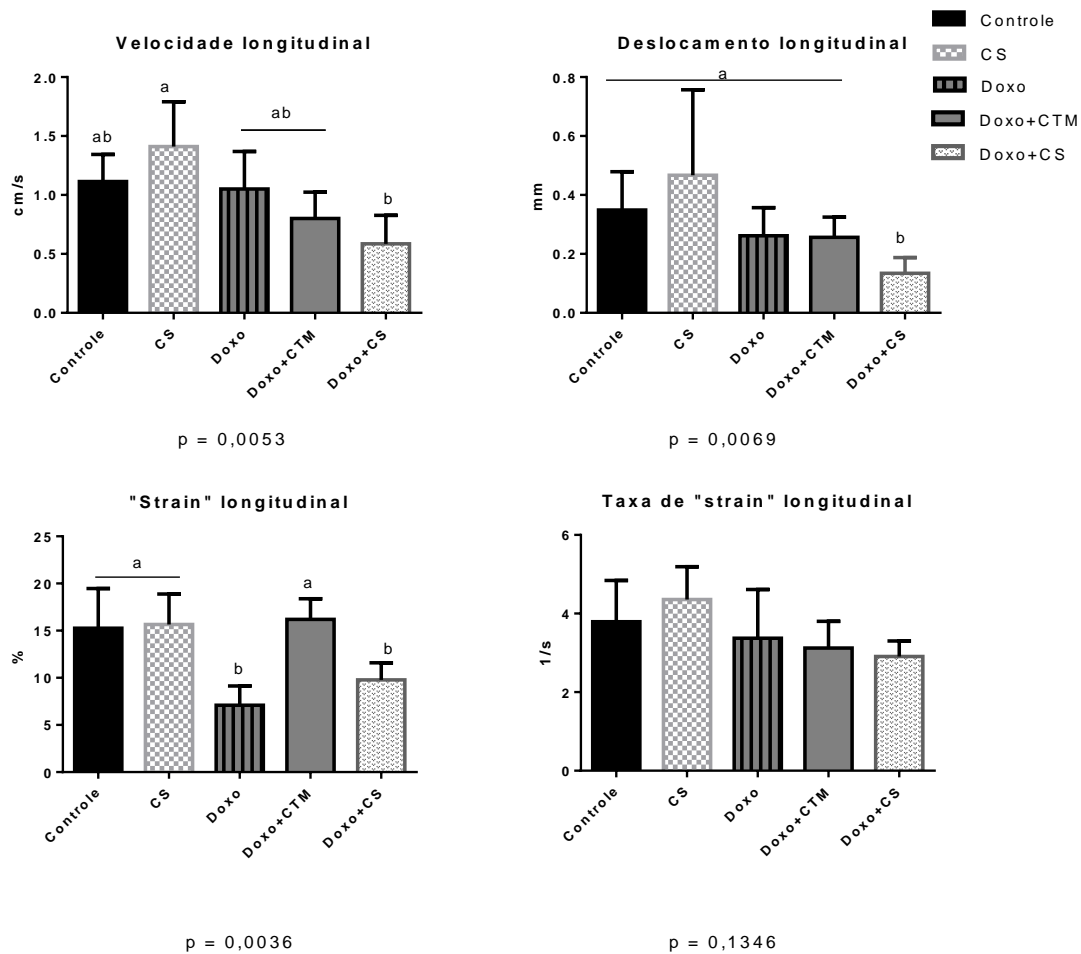 Velocidade longitudinal
2.0
1.5
1.0
0.5
0.0
cm/s
ab
a
ab
b
Controle
CS
Doxo
Doxo+CTM
Doxo+CS
p = 0,0053
Deslocamento longitudinal
0.8
0.6
0.4
0.2
0.0
mm
a
b
Controle
CS
Doxo
Doxo+CTM
Doxo+CS
p = 0,0069
Controle
CS
Doxo
Doxo+CTM
Doxo+CS
"Strain" longitudinal
25
20
15
10
5
0
%
a
b
a
b
Controle
CS
Doxo
Doxo+CTM
Doxo+CS
p = 0,0036
Taxa de "strain" longitudinal
6
4
2
0
1/s
Controle
CS
Doxo
Doxo+CTM
Doxo+CS
p = 0,1346